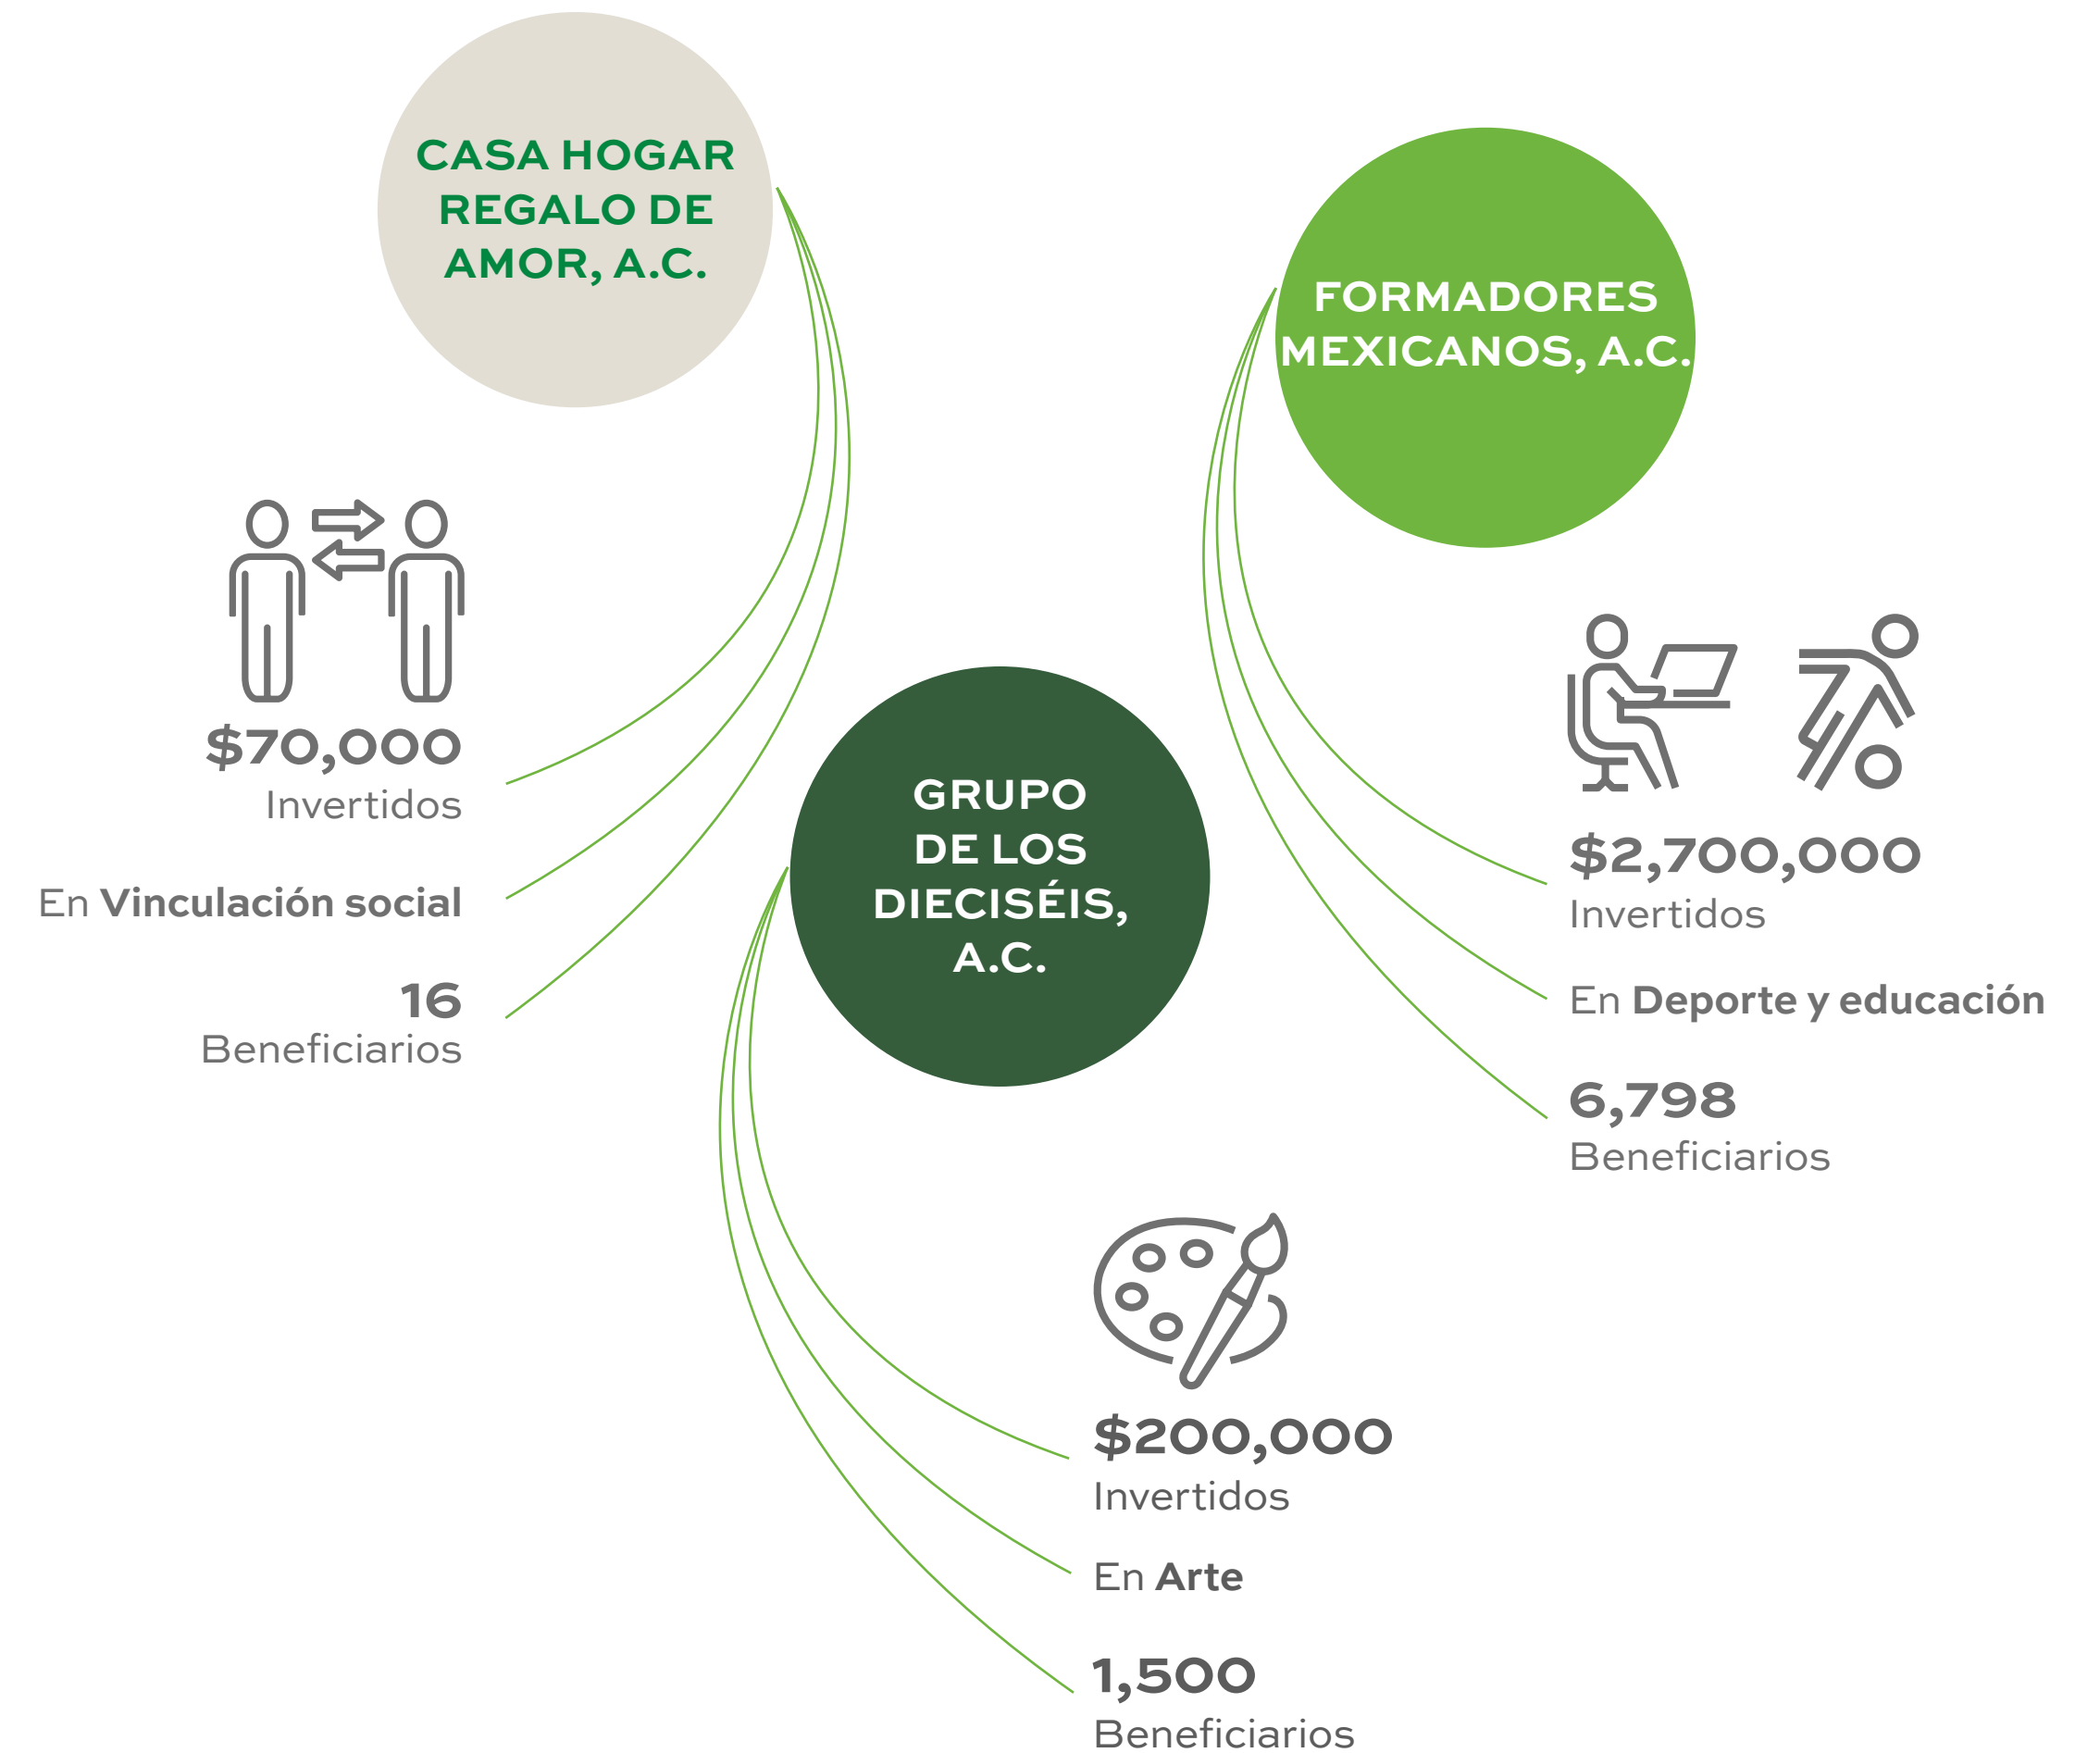 CASA HOGAR
REGALO DE
AMOR, A.C.
$70,000
Invertidos
En Vinculación social
16
Beneficiarios
FORMADORES
MEXICANOS, A.C.
$2,700,000
Invertidos
En Deporte y educación
6,798
Beneficiarios
GRUPO
DE LOS
DIECISÉIS,
A.C.
$200,000
Invertidos
En Arte
1,500
Beneficiarios